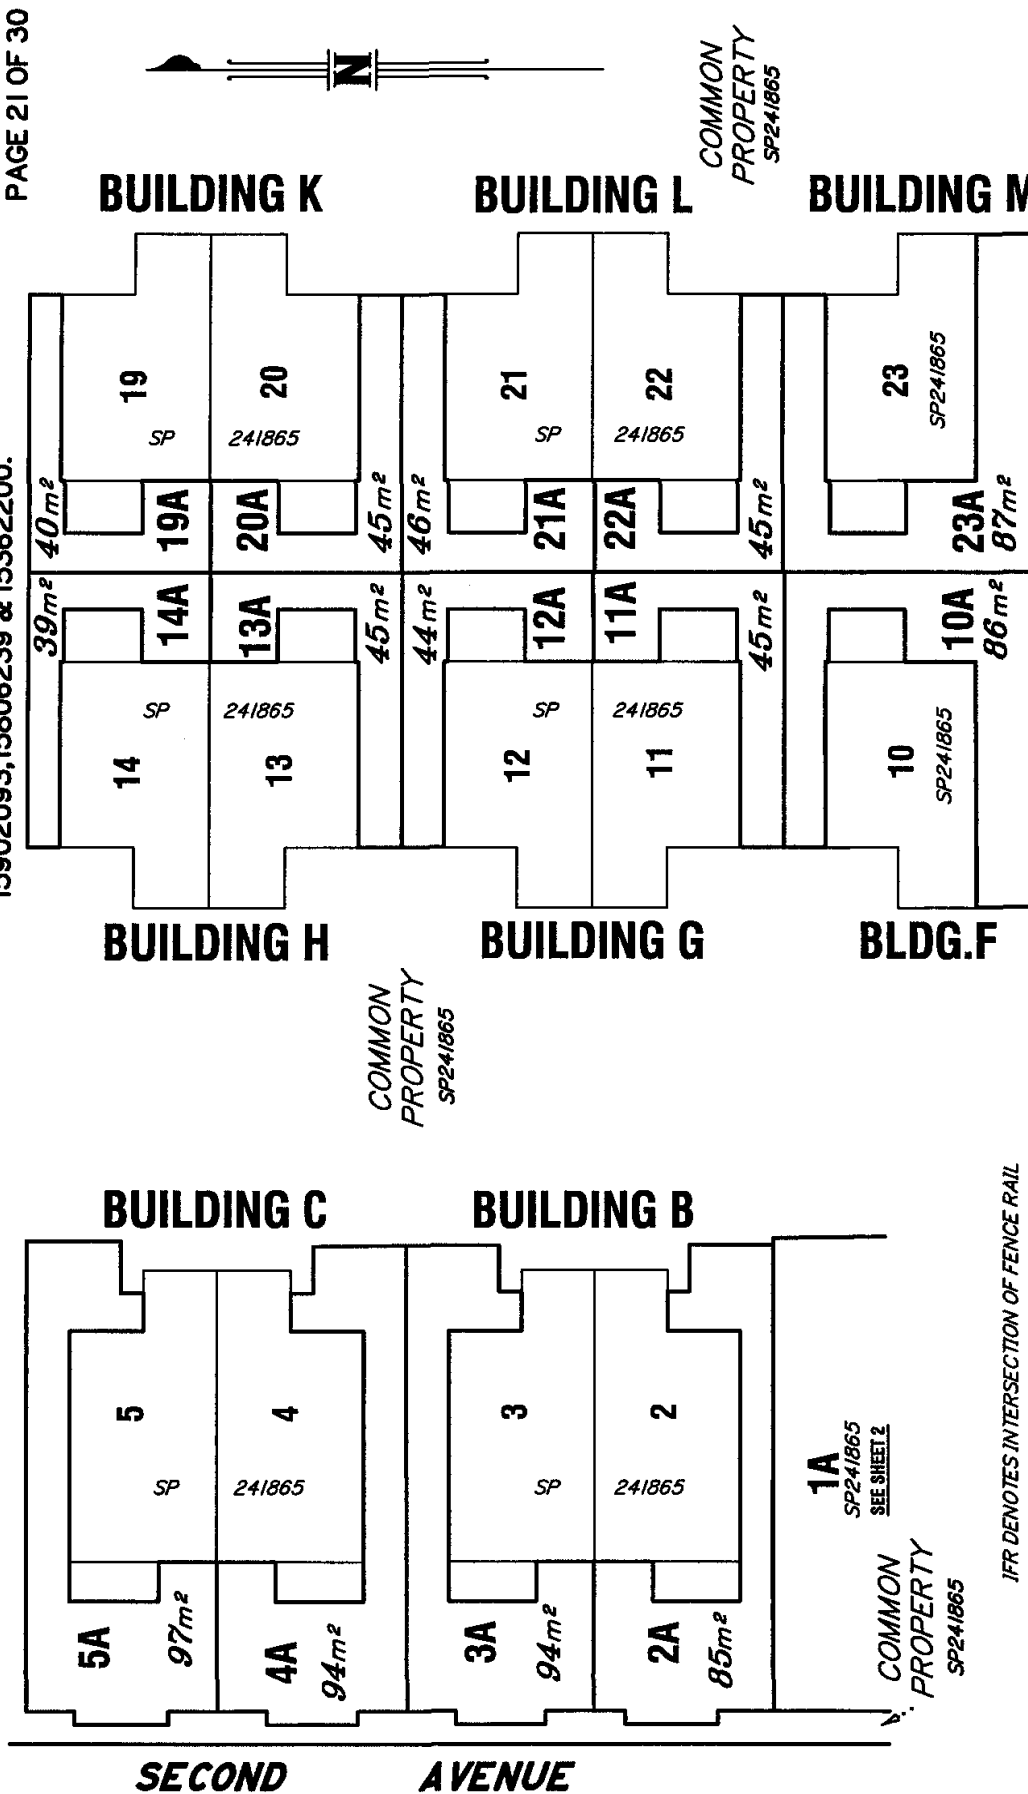 PAGE 21 OF 30
N
COMMON
PROPERTY
SP241865
BUILDING K
BUILDING L
BUILDING M
19
20
SP
241865
21
22
SP
241865
23
SP241865
40m²
19A
20A
45m²
46m²
21A
22A
45m²
23A
87m²
39m²
14A
13A
45m²
44m²
12A
11A
45m²
10A
86m²
SP
241865
14
13
SP
241865
12
11
10
SP241865
BUILDING H
BUILDING G
BLDG.F
COMMON
PROPERTY
SP241865
BUILDING C
BUILDING B
5
4
SP
241865
3
2
SP
241865
1A
SP241865
SEE SHEET 2
5A
97m²
4A
94m²
3A
94m²
2A
85m²
COMMON
PROPERTY
SP241865
IFR DENOTES INTERSECTION OF FENCE RAIL
SECOND AVENUE